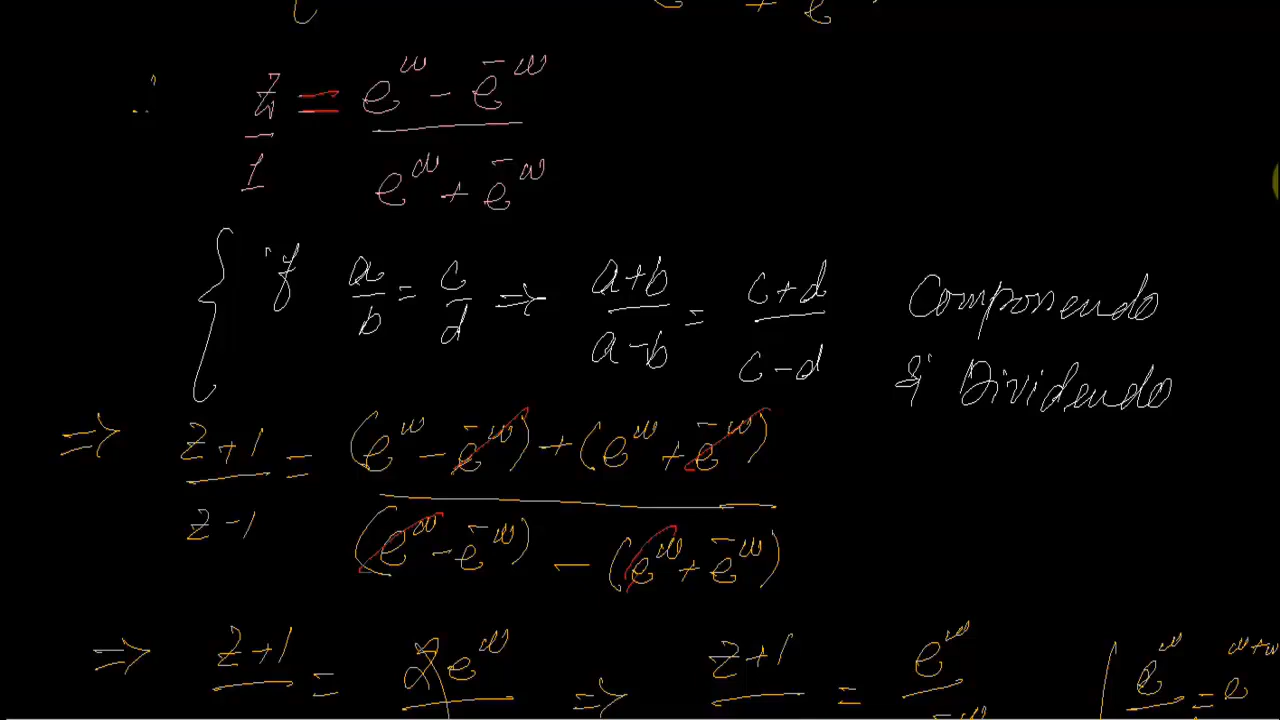 ∴ z/1 = (e^w - e^-w)/(e^w + e^-w)
{ if a/b = c/d ⇒ (a+b)/(a-b) = (c+d)/(c-d) Componendo
& Dividendo
⇒ (z+1)/(z-1) = ((e^w - e^-w) + (e^w + e^-w))/((e^w - e^-w) - (e^w + e^-w))
⇒ z+1 = 2e^w ⇒ z+1 = e^w e^w = e^w+w